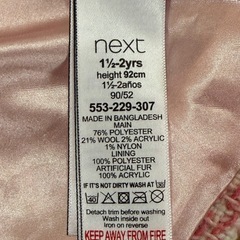 next
1½-2yrs
height 92cm
1½-2años
90/52
553-229-307
MADE IN BANGLADESH
MAIN
76% POLYESTER
21% WOOL 2% ACRYLIC
1% NYLON
LINING
100% POLYESTER
ARTIFICIAL FUR
100% ACRYLIC
IF IT'S NOT DIRTY WASH AT 30
40
Detach trim before washing
Wash inside out
Iron on reverse
KEEP AWAY FROM FIRE